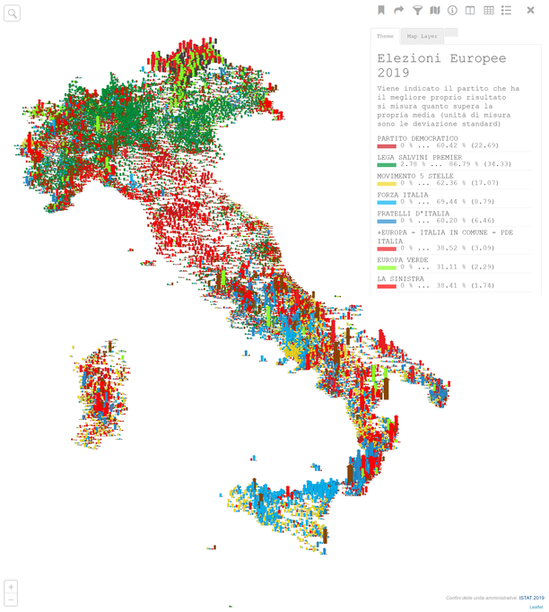 Theme
Map Layer
Elezioni Europee
2019
Viene indicato il partito che ha
il megliore proprio risultato
si misura quanto supera la
propria media (unità di misura
sono le deviazione standard)
PARTITO DEMOCRATICO
0 % ... 60.42 % (22.69)
LEGA SALVINI PREMIER
2.70 % ... 86.79 % (34.33)
MOVIMENTO 5 STELLE
0 % ... 62.36 % (17.07)
FORZA ITALIA
0 % ... 69.44 % (8.79)
FRATELLI D'ITALIA
0 % ... 60.20 % (6.46)
+EUROPA - ITALIA IN COMUNE - PDE
ITALIA
0 % ... 38.52 % (3.09)
EUROPA VERDE
0 % ... 31.11 % (2.29)
LA SINISTRA
0 % ... 38.41 % (1.74)
+
−
Confini delle unità amministrative: ISTAT 2019
Leaflet